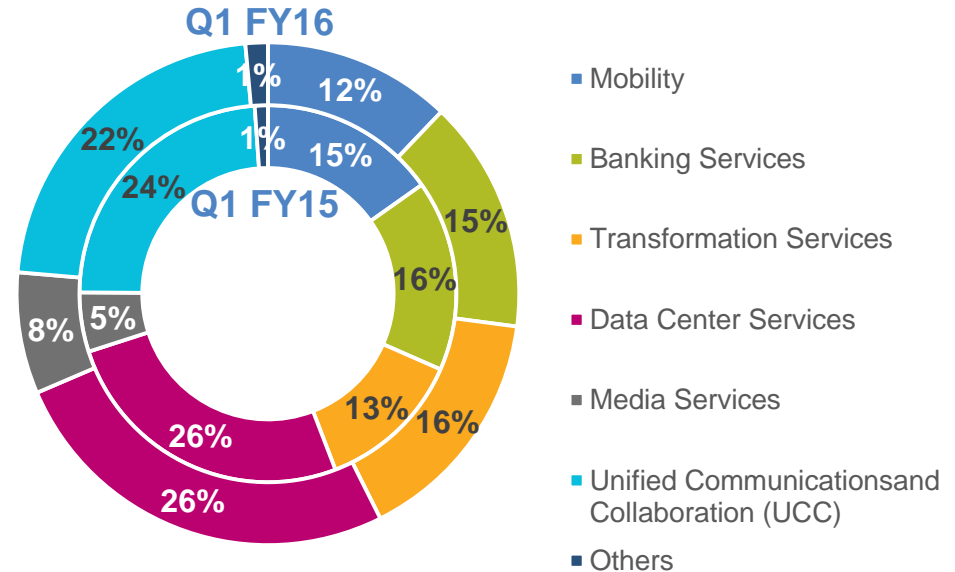 Q1 FY16
1%
12%
22%
1%
15%
24%
Q1 FY15
15%
16%
8%
5%
13%
16%
26%
26%
Mobility
Banking Services
Transformation Services
Data Center Services
Media Services
Unified Communicationsand
Collaboration (UCC)
Others